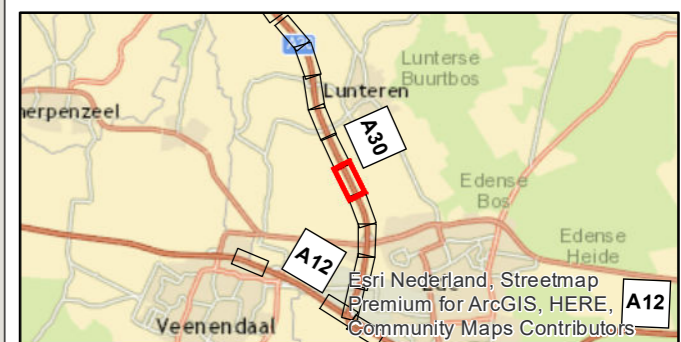 Lunterse
Buurtbos
Lunteren
herpenzeel
A30
Edense
Bos
Edense
Heide
A12
Esri Nederland, Streetmap
Premium for ArcGIS, HERE,
Community Maps Contributors
A12
Veenendaal